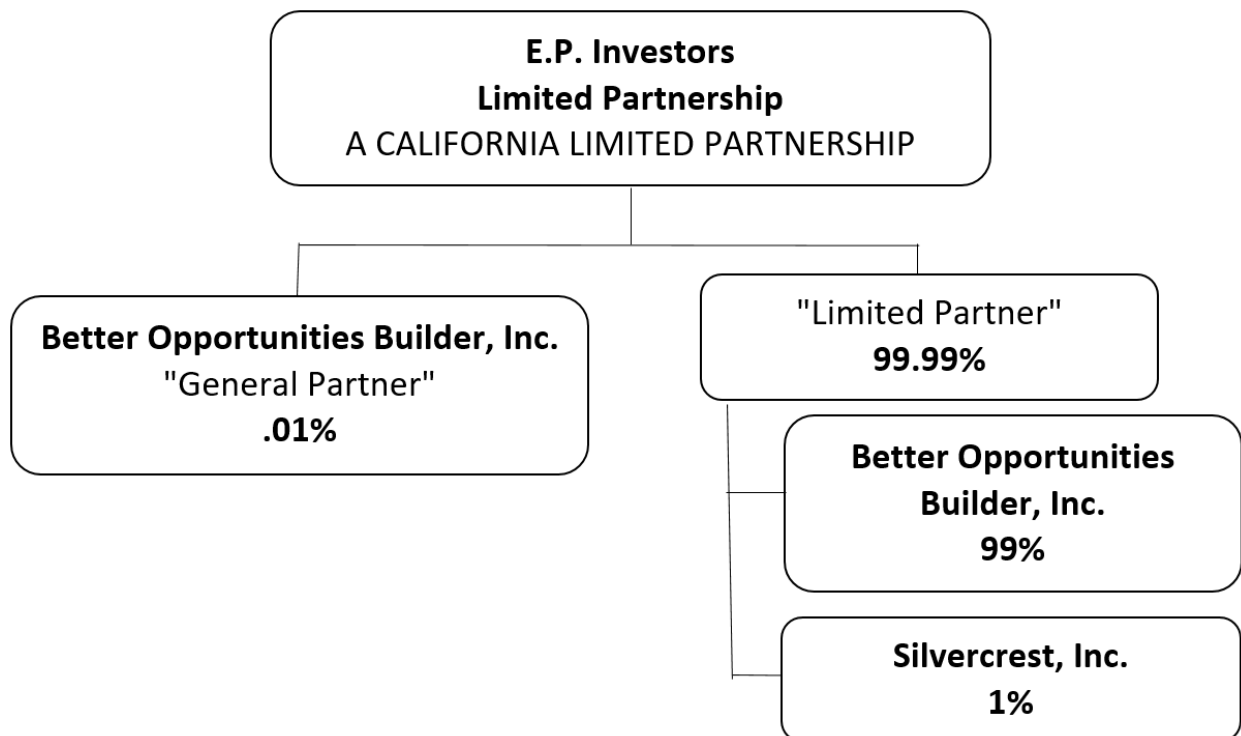 E.P. Investors
Limited Partnership
A CALIFORNIA LIMITED PARTNERSHIP
Better Opportunities Builder, Inc.
"General Partner"
.01%
"Limited Partner"
99.99%
Better Opportunities
Builder, Inc.
99%
Silvercrest, Inc.
1%